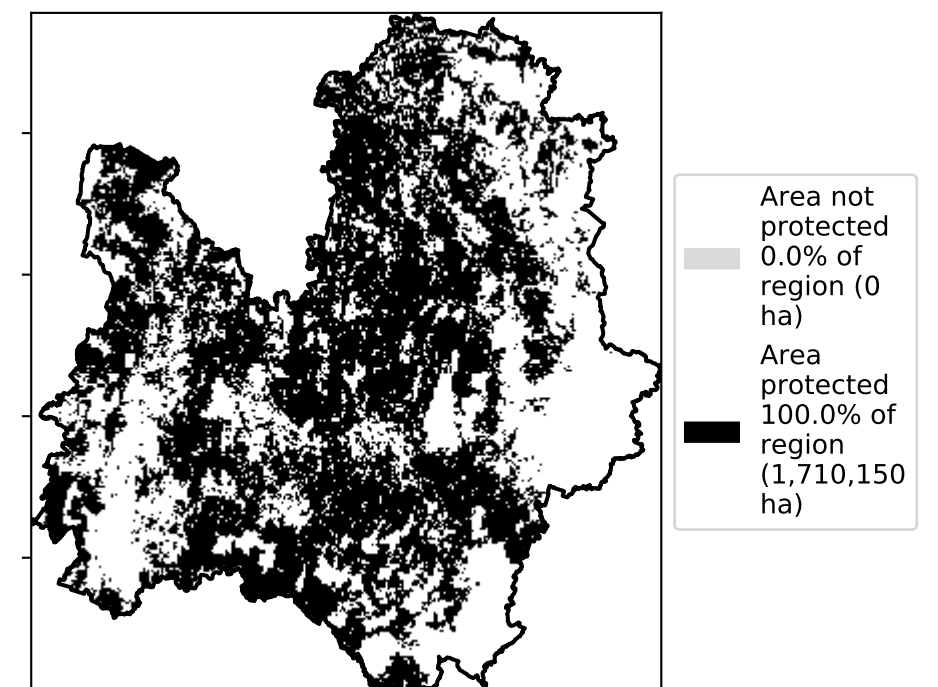 Area not
protected
0.0% of
region (0
ha)
Area
protected
100.0% of
region
(1,710,150
ha)